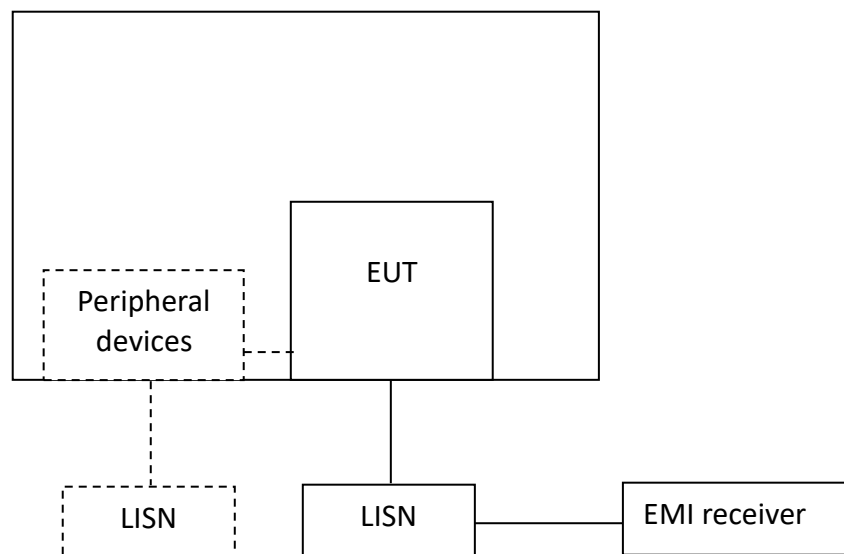 EUT
Peripheral
devices
LISN
LISN
EMI receiver